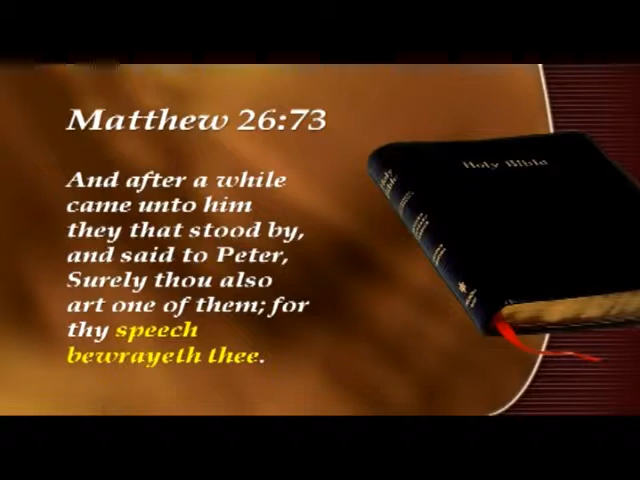 Matthew 26:73
And after a while
came unto him
they that stood by,
and said to Peter,
Surely thou also
art one of them; for
thy speech
bewrayeth thee.
Holy Bible